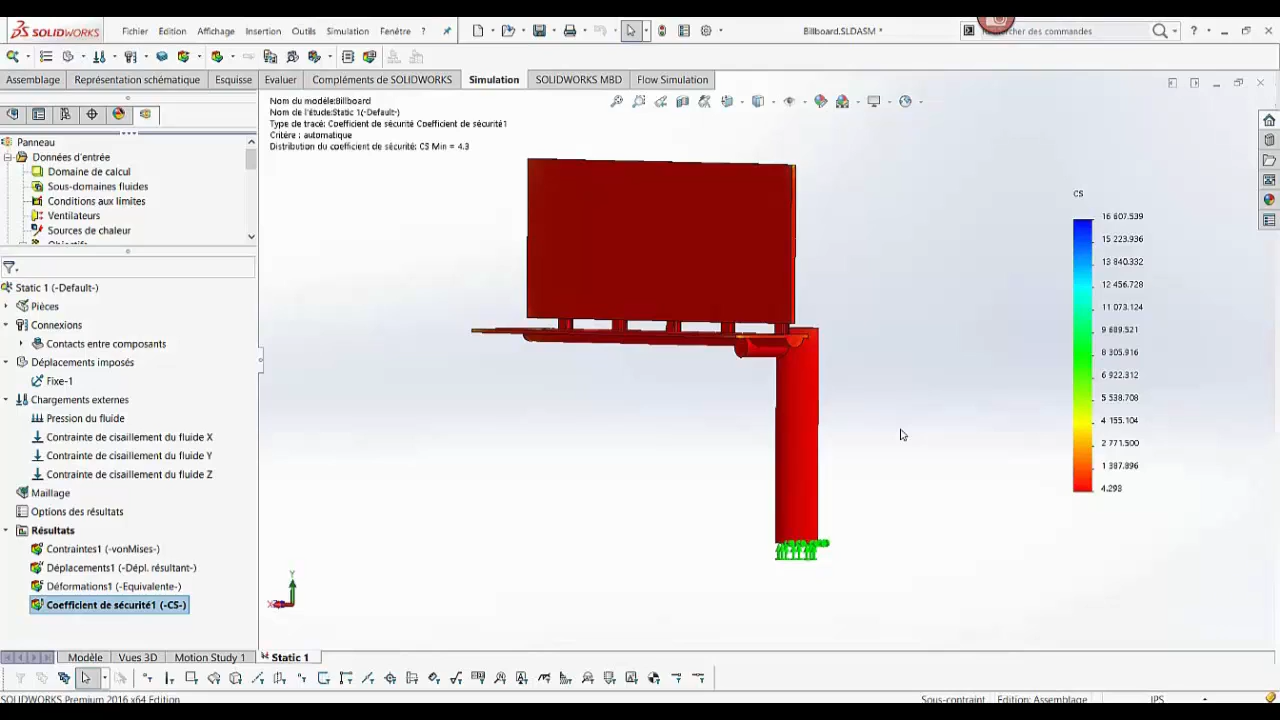 SOLIDWORKS
Fichier Edition Affichage Insertion Outils Simulation Fenêtre ? Billboard.SLDASM * des commandes ?
Assemblage Représentation schématique Esquisse Evaluer Compléments de SOLIDWORKS Simulation SOLIDWORKS MBD Flow Simulation
Nom du modèle:Billboard
Nom de l'étude:Static 1(-Default-)
Type de tracé: Coefficient de sécurité Coefficient de sécurité1
Critère : automatique
Distribution du coefficient de sécurité: CS Min = 4.3
Panneau
Données d'entrée
Domaine de calcul
Sous-domaines fluides
Conditions aux limites
Ventilateurs
Sources de chaleur
Objectifs
Static 1 (-Default-)
Pièces
Connexions
Contacts entre composants
Déplacements imposés
Fixe-1
Chargements externes
Pression du fluide
Contrainte de cisaillement du fluide X
Contrainte de cisaillement du fluide Y
Contrainte de cisaillement du fluide Z
Maillage
Options des résultats
Résultats
Contraintes1 (-vonMises-)
Déplacements1 (-Dépl. résultant-)
Déformations1 (-Equivalente-)
Coefficient de sécurité1 (-CS-)
CS
16 607.539
15 223.936
13 840.332
12 456.728
11 073.124
9 689.521
8 305.916
6 922.312
5 538.708
4 155.104
2 771.500
1 387.896
4.293
Y
X
Modèle Vues 3D Motion Study 1 Static 1
SOLIDWORKS Premium 2016 x64 Edition Sous-contraint Edition: Assemblage IPS